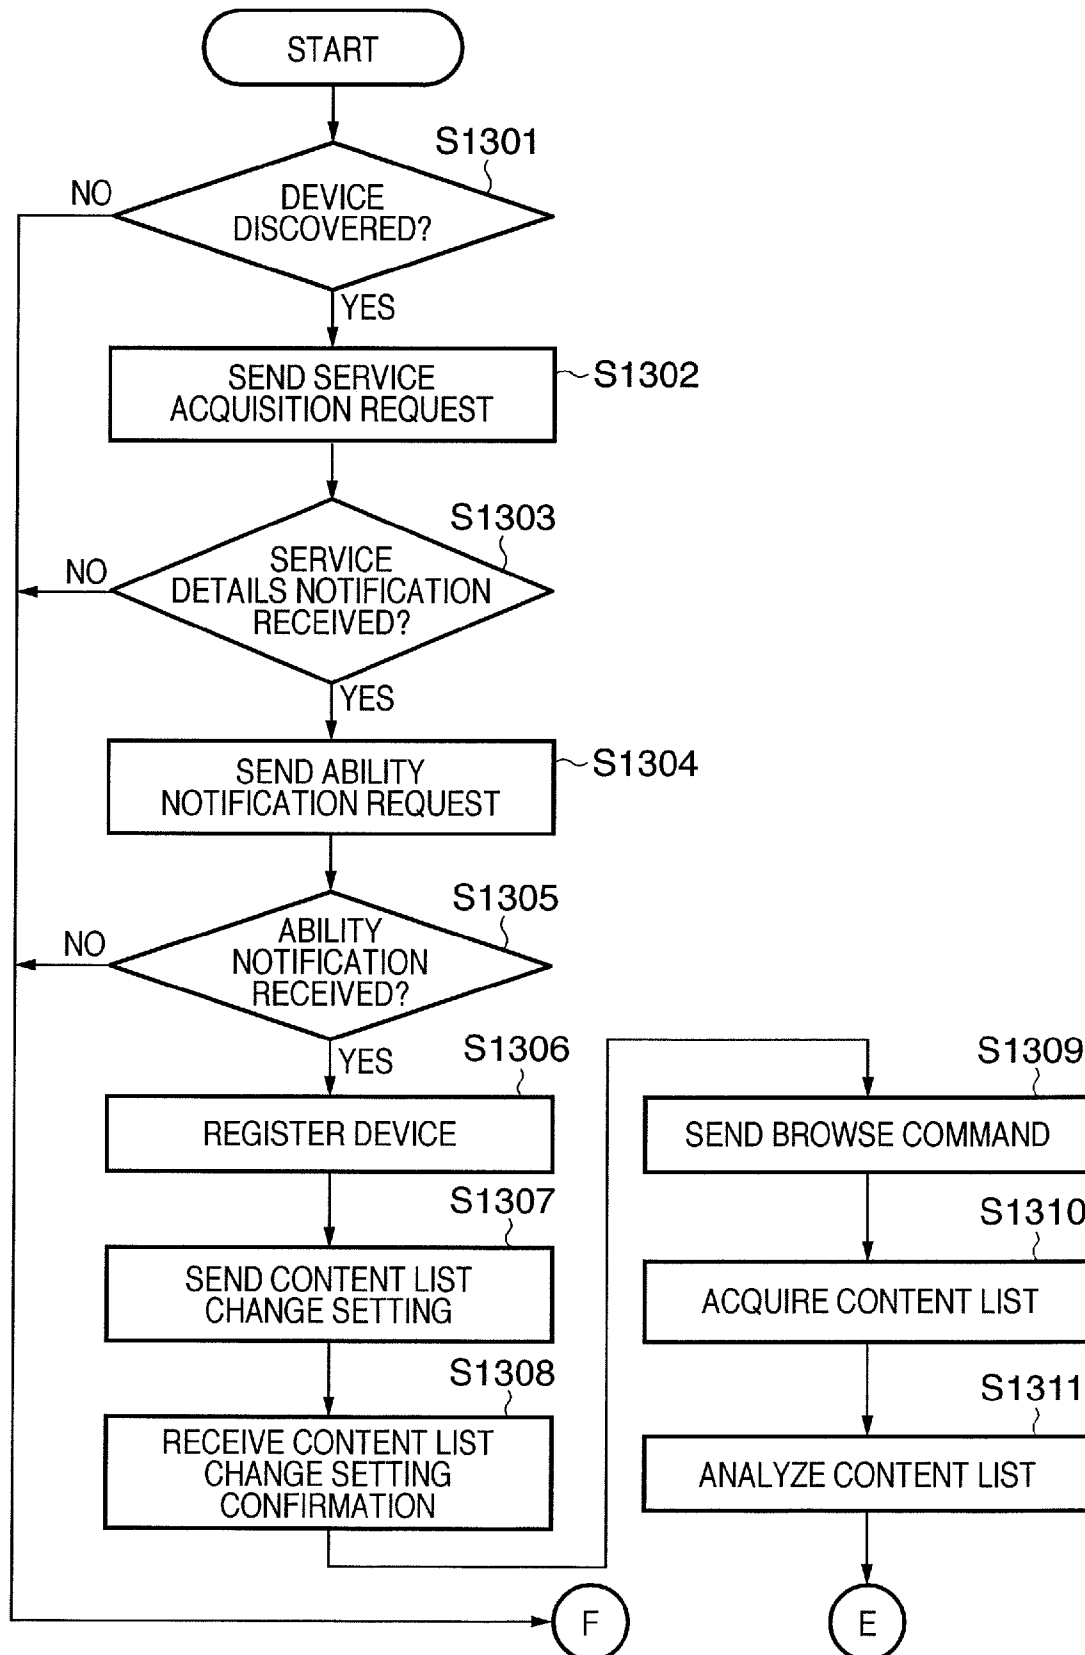 START
S1301
NO
DEVICE
DISCOVERED?
YES
SEND SERVICE
ACQUISITION REQUEST
S1302
S1303
NO
SERVICE
DETAILS NOTIFICATION
RECEIVED?
YES
SEND ABILITY
NOTIFICATION REQUEST
S1304
S1305
NO
ABILITY
NOTIFICATION
RECEIVED?
YES
S1306
REGISTER DEVICE
S1307
SEND CONTENT LIST
CHANGE SETTING
S1308
RECEIVE CONTENT LIST
CHANGE SETTING
CONFIRMATION
S1309
SEND BROWSE COMMAND
S1310
ACQUIRE CONTENT LIST
S1311
ANALYZE CONTENT LIST
F
E